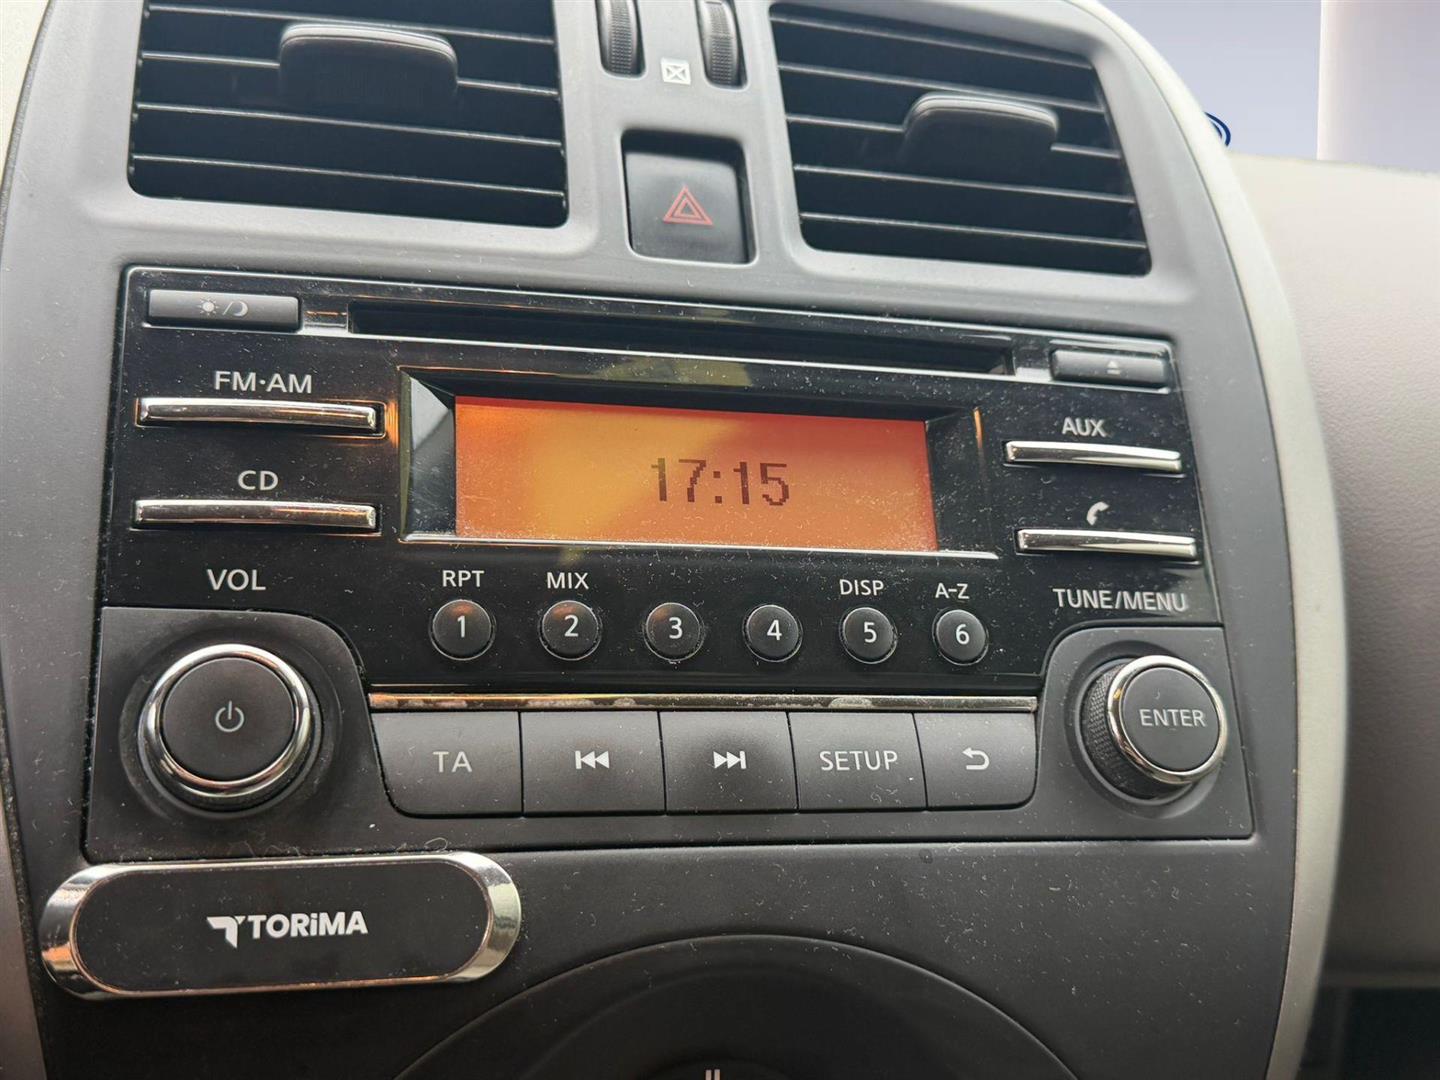 FM·AM
CD
VOL
17:15
AUX
RPT
MIX
DISP
A-Z
1
2
3
4
5
6
TUNE/MENU
TA
SETUP
ENTER
TORiMA